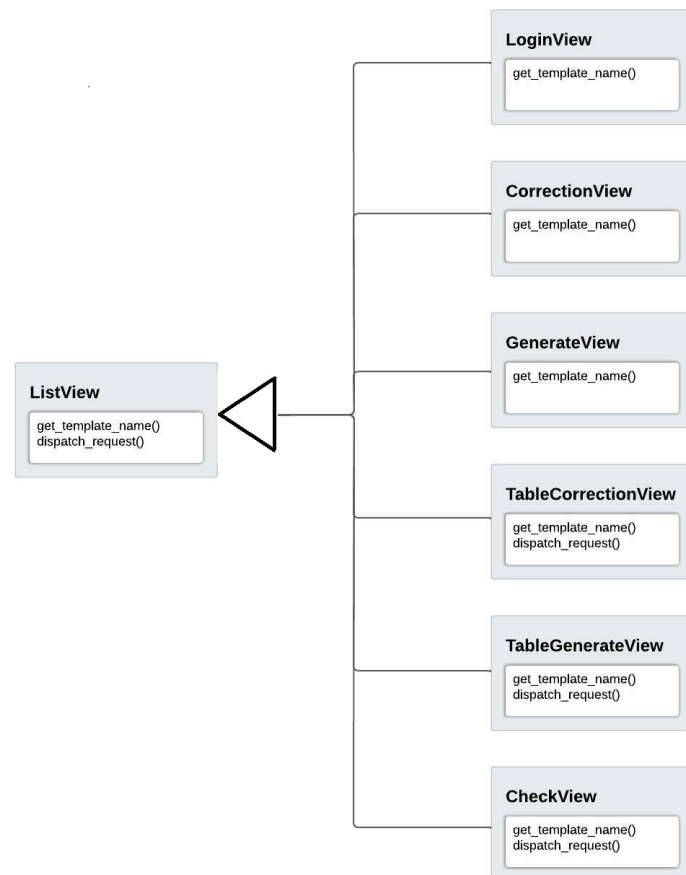 LoginView
get_template_name()
CorrectionView
get_template_name()
GenerateView
get_template_name()
ListView
get_template_name()
dispatch_request()
TableCorrectionView
get_template_name()
dispatch_request()
TableGenerateView
get_template_name()
dispatch_request()
CheckView
get_template_name()
dispatch_request()